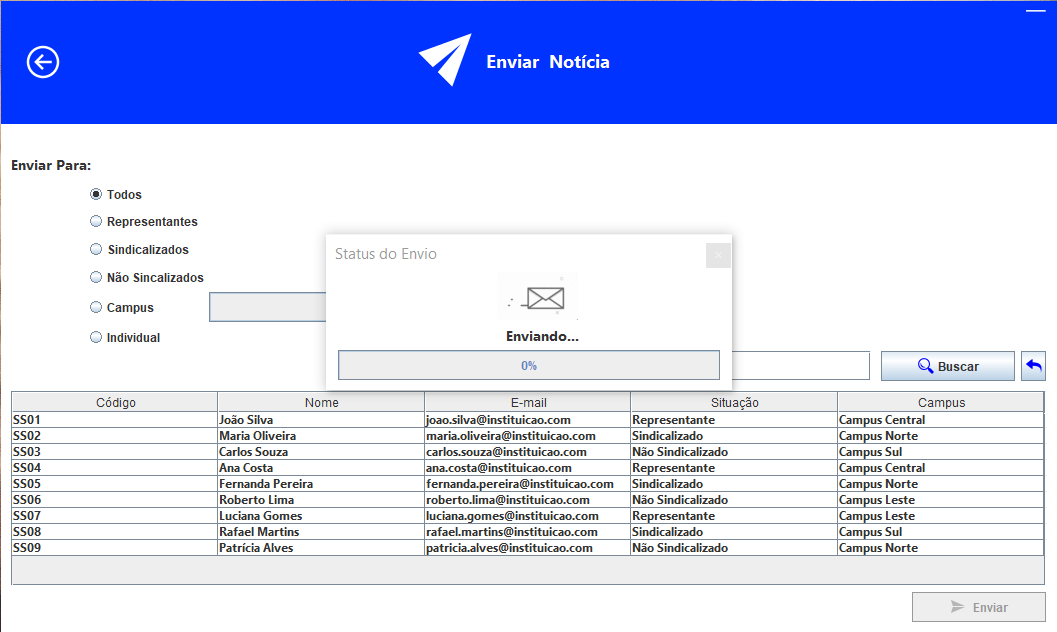 Enviar Notícia
Enviar Para:
Todos
Representantes
Sindicalizados
Não Sincalizados
Campus
Individual
Status do Envio
Enviando...
0%
Buscar
Código Nome E-mail Situação Campus
SS01 João Silva joao.silva@instituicao.com Representante Campus Central
SS02 Maria Oliveira maria.oliveira@instituicao.com Sindicalizado Campus Norte
SS03 Carlos Souza carlos.souza@instituicao.com Não Sindicalizado Campus Sul
SS04 Ana Costa ana.costa@instituicao.com Representante Campus Central
SS05 Fernanda Pereira fernanda.pereira@instituicao.com Sindicalizado Campus Norte
SS06 Roberto Lima roberto.lima@instituicao.com Não Sindicalizado Campus Leste
SS07 Luciana Gomes luciana.gomes@instituicao.com Representante Campus Leste
SS08 Rafael Martins rafael.martins@instituicao.com Sindicalizado Campus Sul
SS09 Patrícia Alves patricia.alves@instituicao.com Não Sindicalizado Campus Norte
Enviar